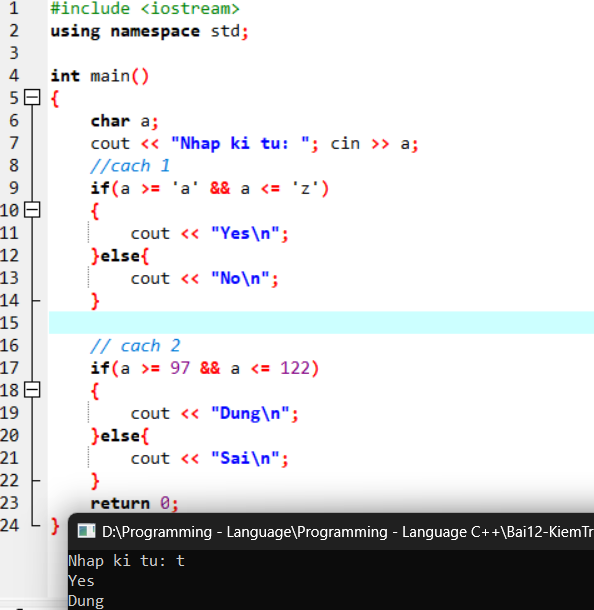 1 #include <iostream>
2 using namespace std;
3
4 int main()
5 {
6 char a;
7 cout << "Nhap ki tu: "; cin >> a;
8 //cach 1
9 if(a >= 'a' && a <= 'z')
10 {
11 cout << "Yes\n";
12 }else{
13 cout << "No\n";
14 }
15
16 // cach 2
17 if(a >= 97 && a <= 122)
18 {
19 cout << "Dung\n";
20 }else{
21 cout << "Sai\n";
22 }
23 return 0;
24 }
D:\Programming - Language\Programming - Language C++\Bai12-KiemTr
Nhap ki tu: t
Yes
Dung